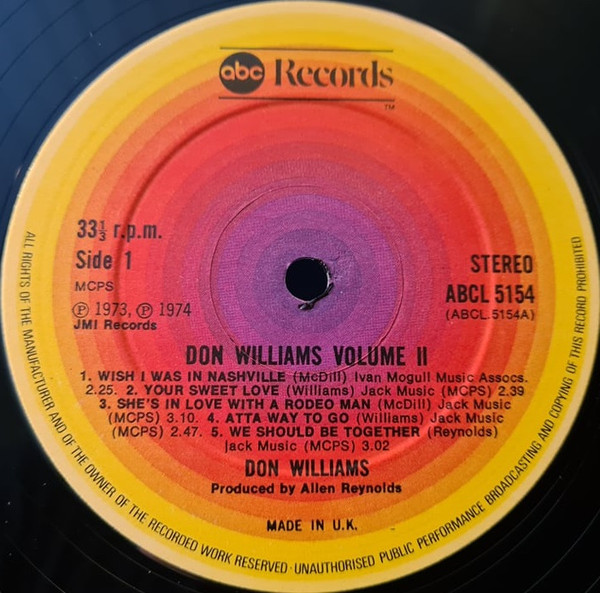 abc Records
TM
33⅓ r.p.m.
Side 1
MCPS
Ⓟ 1973, Ⓟ 1974
JMI Records
STEREO
ABCL 5154
(ABCL.5154A)
DON WILLIAMS VOLUME II
1. WISH I WAS IN NASHVILLE (McDill) Ivan Mogull Music Assocs.
2.25. 2. YOUR SWEET LOVE (Williams) Jack Music (MCPS) 2.39
3. SHE'S IN LOVE WITH A RODEO MAN (McDill) Jack Music
(MCPS) 3.10. 4. ATTA WAY TO GO (Williams) Jack Music
(MCPS) 2.47. 5. WE SHOULD BE TOGETHER (Reynolds)
Jack Music (MCPS) 3.02
DON WILLIAMS
Produced by Allen Reynolds
MADE IN U.K.
ALL RIGHTS OF THE MANUFACTURER AND OF THE OWNER OF THE RECORDED WORK RESERVED · UNAUTHORISED PUBLIC PERFORMANCE BROADCASTING AND COPYING OF THIS RECORD PROHIBITED